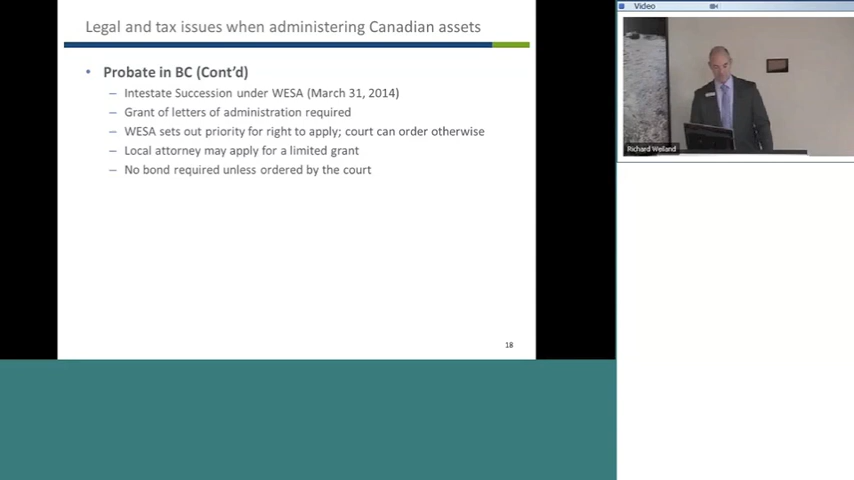 Legal and tax issues when administering Canadian assets
• Probate in BC (Cont'd)
– Intestate Succession under WESA (March 31, 2014)
– Grant of letters of administration required
– WESA sets out priority for right to apply; court can order otherwise
– Local attorney may apply for a limited grant
– No bond required unless ordered by the court
18
Video
Richard Weiland